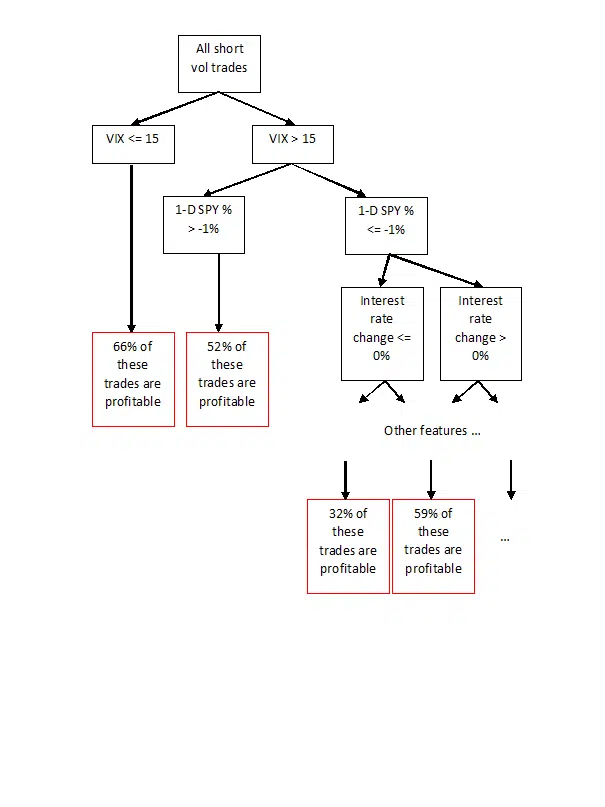 All short
vol trades
VIX <= 15
VIX > 15
1-D SPY %
> -1%
1-D SPY %
<= -1%
Interest
rate
change <=
0%
Interest
rate
change >
0%
66% of
these
trades are
profitable
52% of
these
trades are
profitable
Other features ...
32% of
these
trades are
profitable
59% of
these
trades are
profitable
...